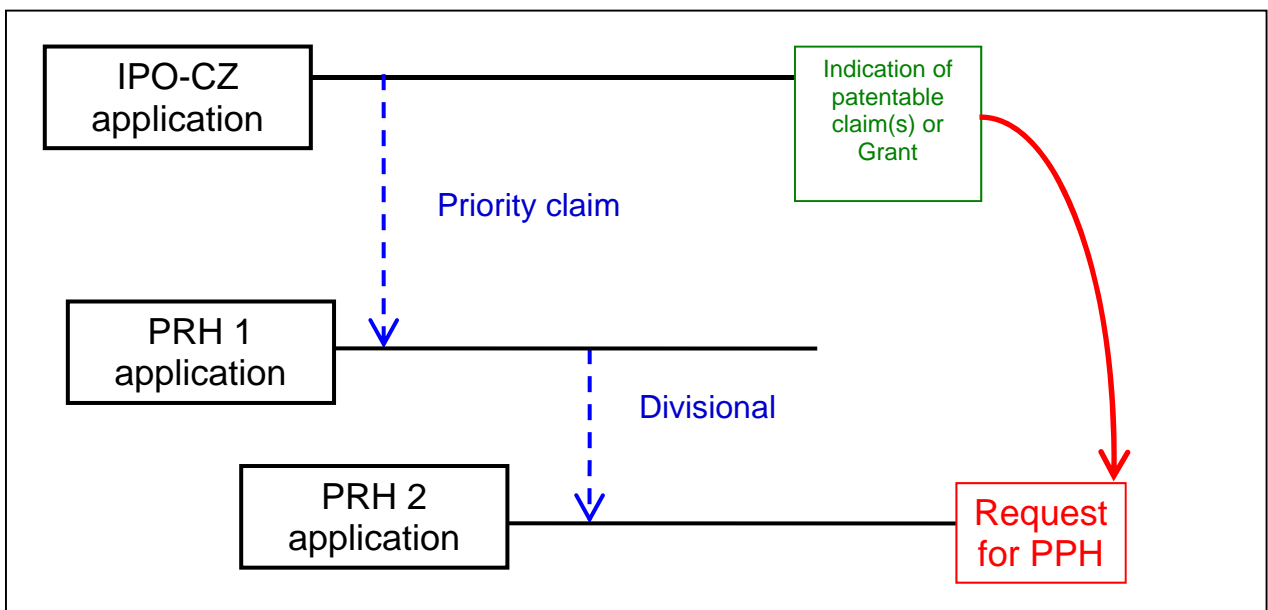 IPO-CZ
application
Indication of
patentable
claim(s) or
Grant
Priority claim
PRH 1
application
Divisional
PRH 2
application
Request
for PPH